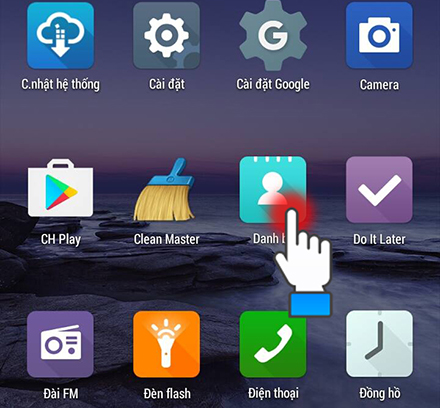 C.nhật hệ thống
Cài đặt
Cài đặt Google
Camera
CH Play
Clean Master
Danh
Do It Later
Đài FM
Đèn flash
Điện thoại
Đồng hồ